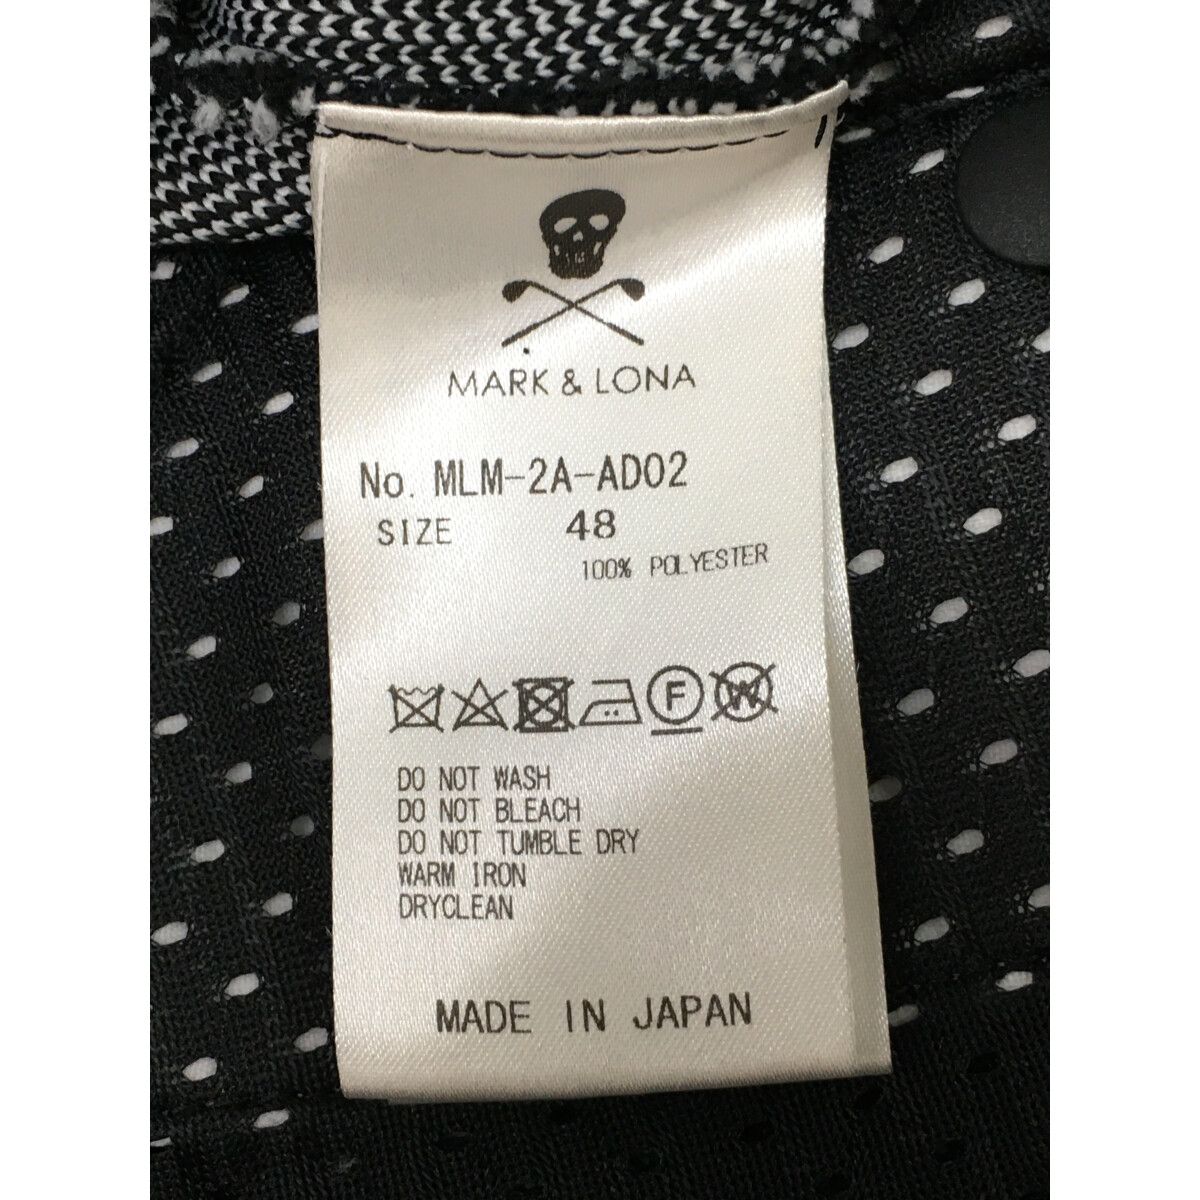 MARK & LONA
No. MLM-2A-AD02
SIZE 48
100% POLYESTER
F W
DO NOT WASH
DO NOT BLEACH
DO NOT TUMBLE DRY
WARM IRON
DRYCLEAN
MADE IN JAPAN